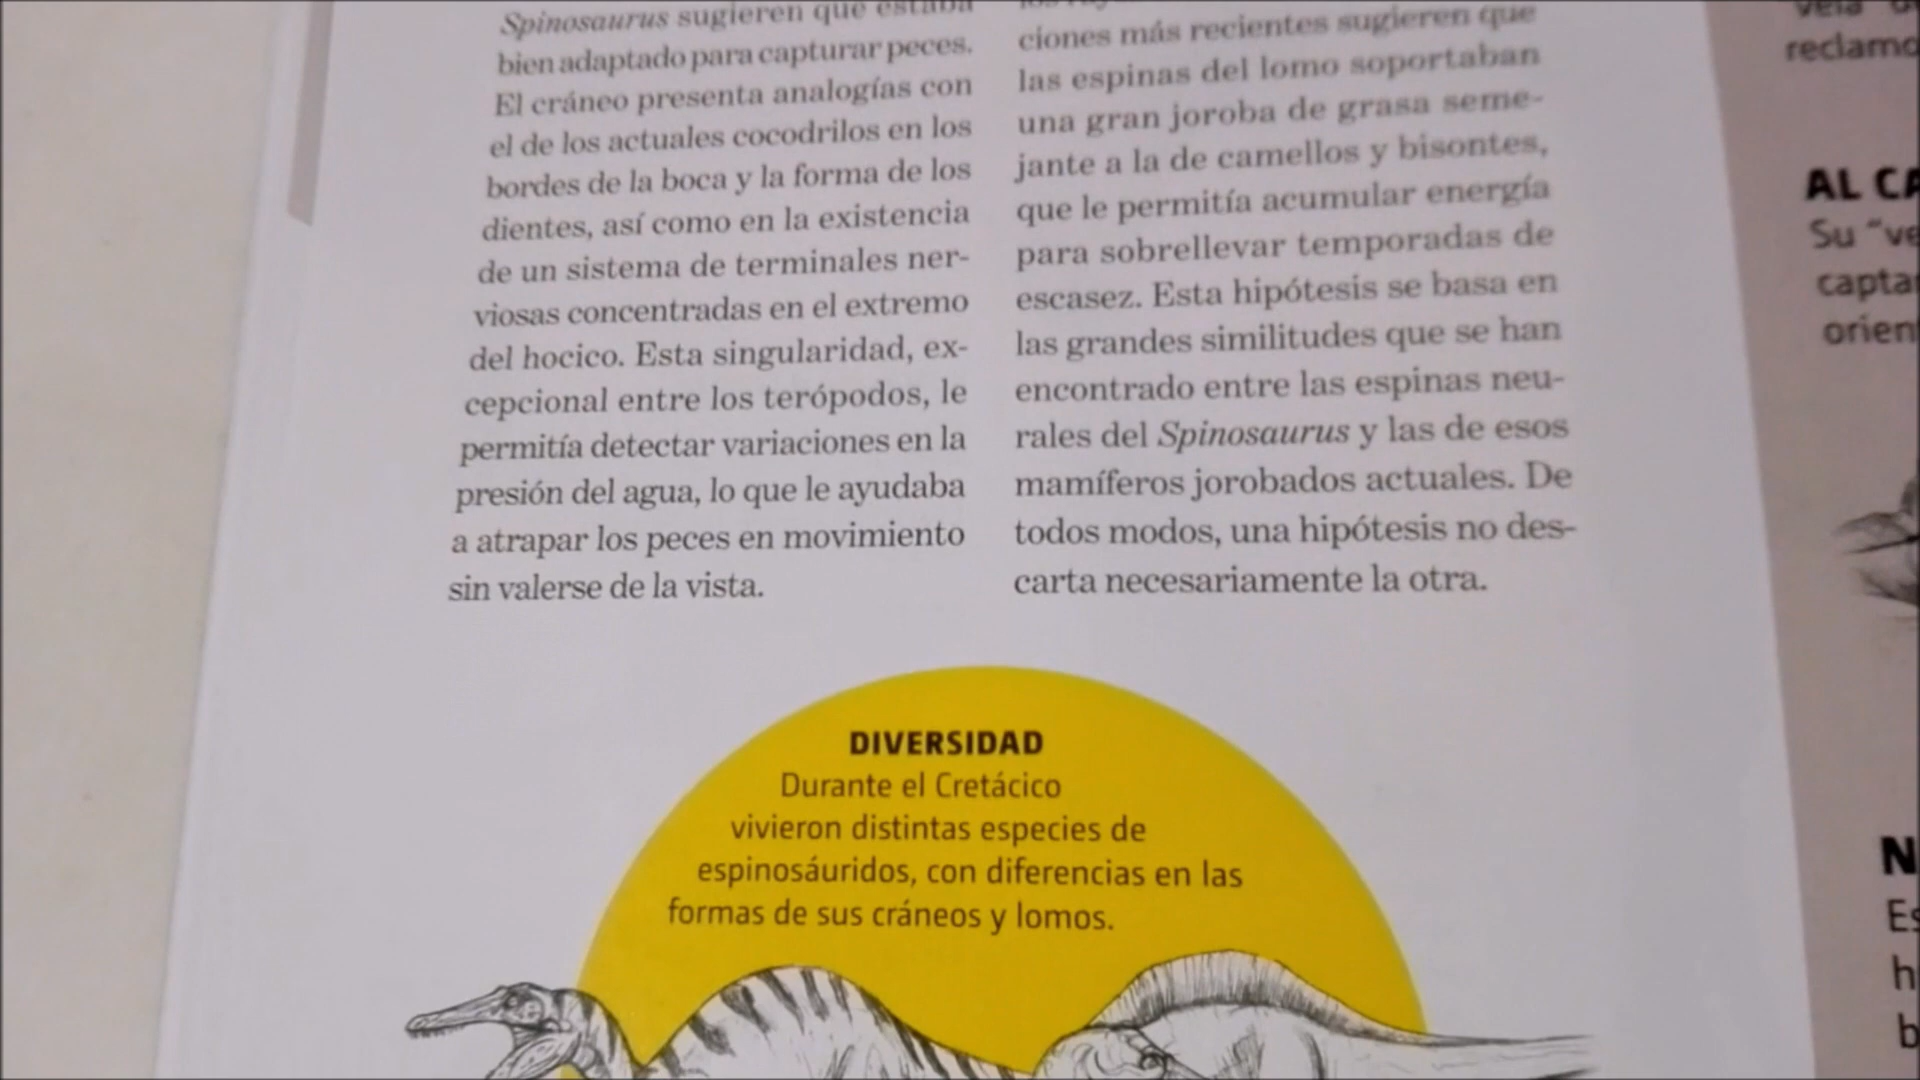 Spinosaurus sugieren que estaba
bien adaptado para capturar peces.
El cráneo presenta analogías con
el de los actuales cocodrilos en los
bordes de la boca y la forma de los
dientes, así como en la existencia
de un sistema de terminales ner-
viosas concentradas en el extremo
del hocico. Esta singularidad, ex-
cepcional entre los terópodos, le
permitía detectar variaciones en la
presión del agua, lo que le ayudaba
a atrapar los peces en movimiento
sin valerse de la vista.
ciones más recientes sugieren que
las espinas del lomo soportaban
una gran joroba de grasa seme-
jante a la de camellos y bisontes,
que le permitía acumular energía
para sobrellevar temporadas de
escasez. Esta hipótesis se basa en
las grandes similitudes que se han
encontrado entre las espinas neu-
rales del Spinosaurus y las de esos
mamíferos jorobados actuales. De
todos modos, una hipótesis no des-
carta necesariamente la otra.
DIVERSIDAD
Durante el Cretácico
vivieron distintas especies de
espinosáuridos, con diferencias en las
formas de sus cráneos y lomos.
reclamo
AL CA
Su "ve
capta
orien
N
Es
h
b